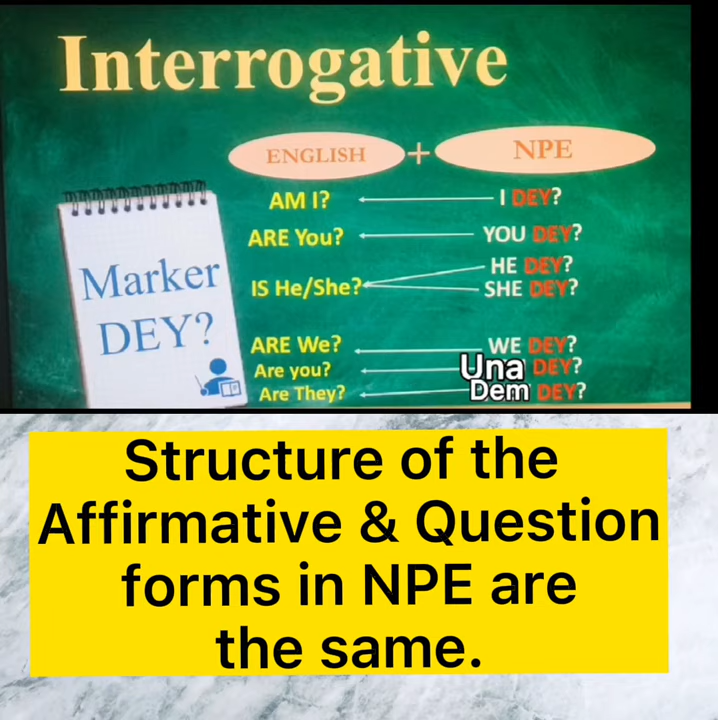 Interrogative
ENGLISH + NPE
AM I? I DEY?
ARE You? YOU DEY?
HE DEY?
IS He/She? SHE DEY?
Marker
DEY?
ARE We? WE DEY?
Are you? Una DEY?
Are They? Dem DEY?
Structure of the
Affirmative & Question
forms in NPE are
the same.